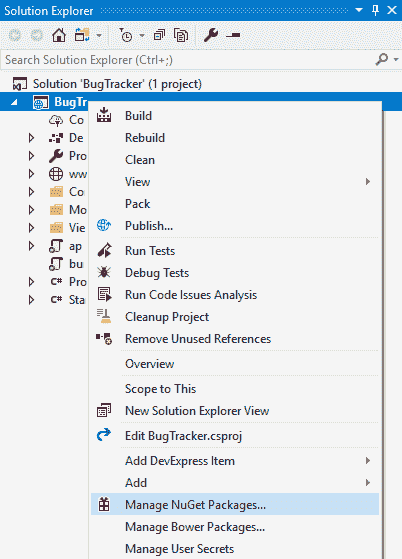 Solution Explorer
Search Solution Explorer (Ctrl+;)
Solution 'BugTracker' (1 project)
BugTr
Co
De
Pro
ww
Co
Mo
Vie
ap
bu
C# Pro
C# Sta
Build
Rebuild
Clean
View
Pack
Publish...
Run Tests
Debug Tests
Run Code Issues Analysis
Cleanup Project
Remove Unused References
Overview
Scope to This
New Solution Explorer View
Edit BugTracker.csproj
Add DevExpress Item
Add
Manage NuGet Packages...
Manage Bower Packages...
Manage User Secrets